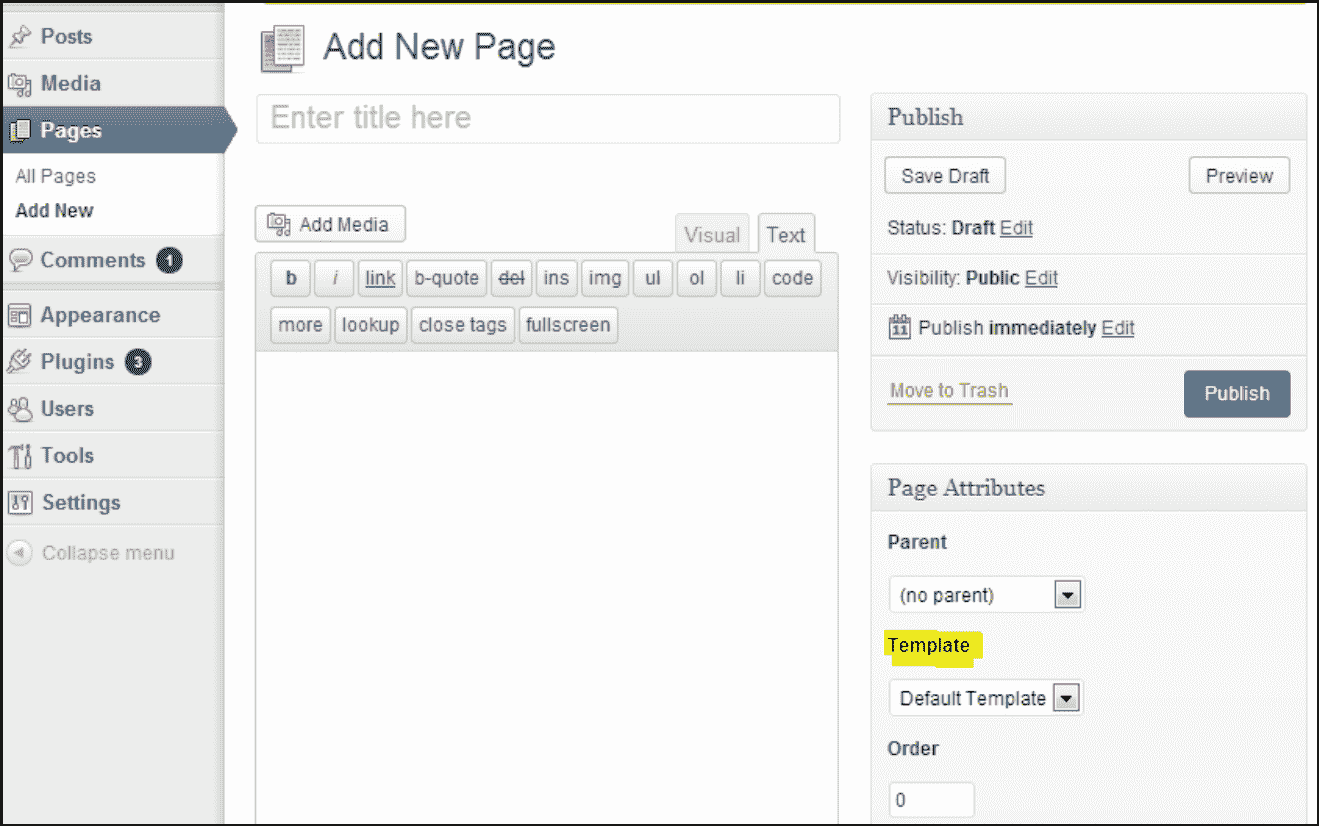 Posts
Media
Pages
All Pages
Add New
Comments 1
Appearance
Plugins 3
Users
Tools
Settings
Collapse menu
Add New Page
Enter title here
Add Media
Visual Text
b i link b-quote del ins img ul ol li code
more lookup close tags fullscreen
Publish
Save Draft Preview
Status: Draft Edit
Visibility: Public Edit
11 Publish immediately Edit
Move to Trash Publish
Page Attributes
Parent
(no parent)
Template
Default Template
Order
0